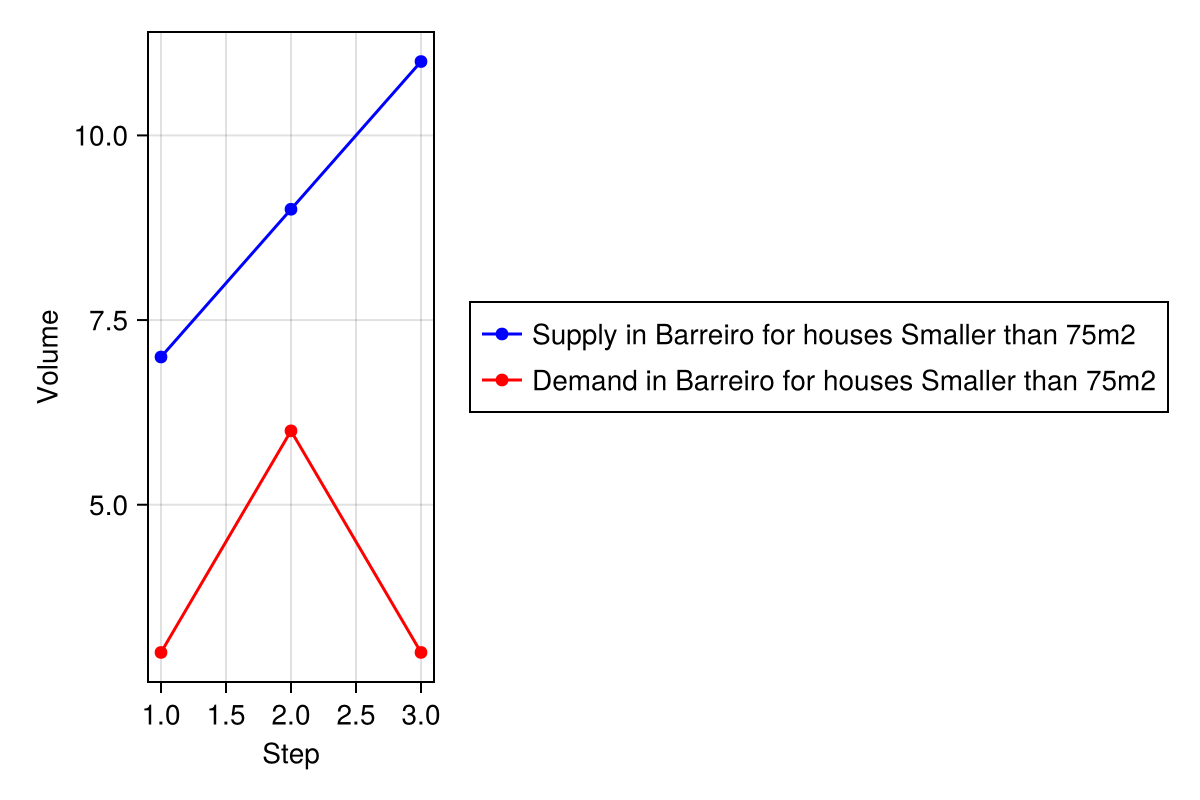 10.0
7.5
5.0
Volume
1.0 1.5 2.0 2.5 3.0
Step
Supply in Barreiro for houses Smaller than 75m2
Demand in Barreiro for houses Smaller than 75m2